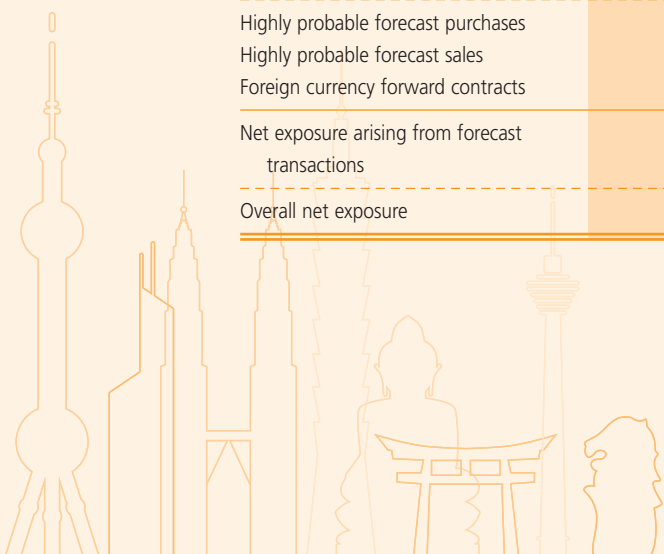 Highly probable forecast purchases
Highly probable forecast sales
Foreign currency forward contracts
Net exposure arising from forecast
transactions
Overall net exposure